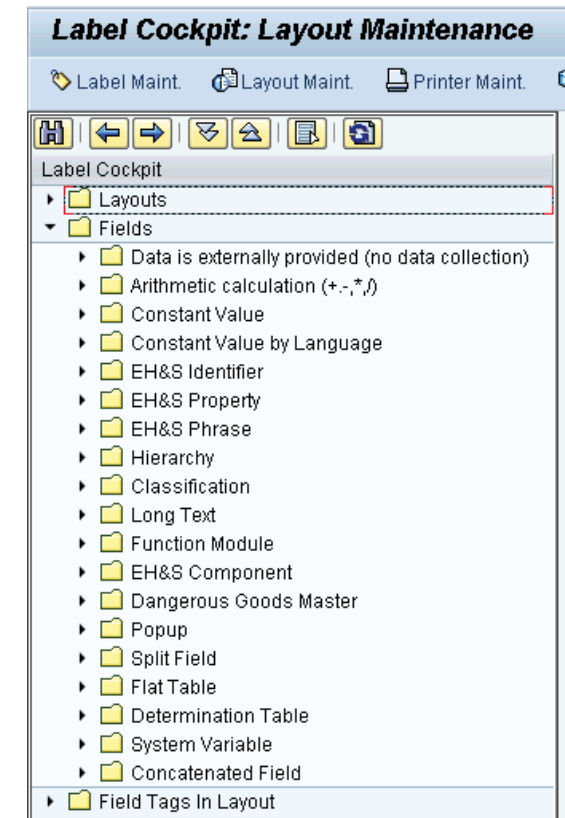 Label Cockpit: Layout Maintenance
Label Maint. Layout Maint. Printer Maint.
Label Cockpit
Layouts
Fields
Data is externally provided (no data collection)
Arithmetic calculation (+.-,*,/)
Constant Value
Constant Value by Language
EH&S Identifier
EH&S Property
EH&S Phrase
Hierarchy
Classification
Long Text
Function Module
EH&S Component
Dangerous Goods Master
Popup
Split Field
Flat Table
Determination Table
System Variable
Concatenated Field
Field Tags In Layout